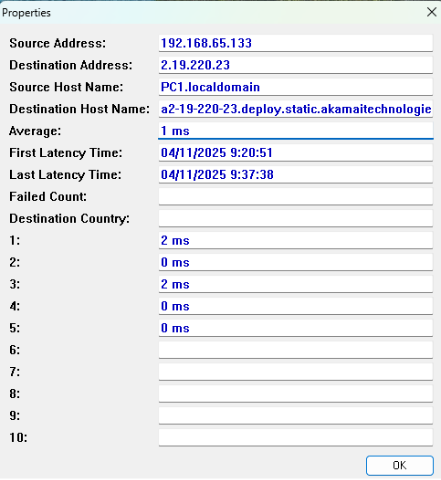 Properties
Source Address: 192.168.65.133
Destination Address: 2.19.220.23
Source Host Name: PC1.localdomain
Destination Host Name: a2-19-220-23.deploy.static.akamaitechnologie
Average: 1 ms
First Latency Time: 04/11/2025 9:20:51
Last Latency Time: 04/11/2025 9:37:38
Failed Count:
Destination Country:
1: 2 ms
2: 0 ms
3: 2 ms
4: 0 ms
5: 0 ms
6:
7:
8:
9:
10:
OK